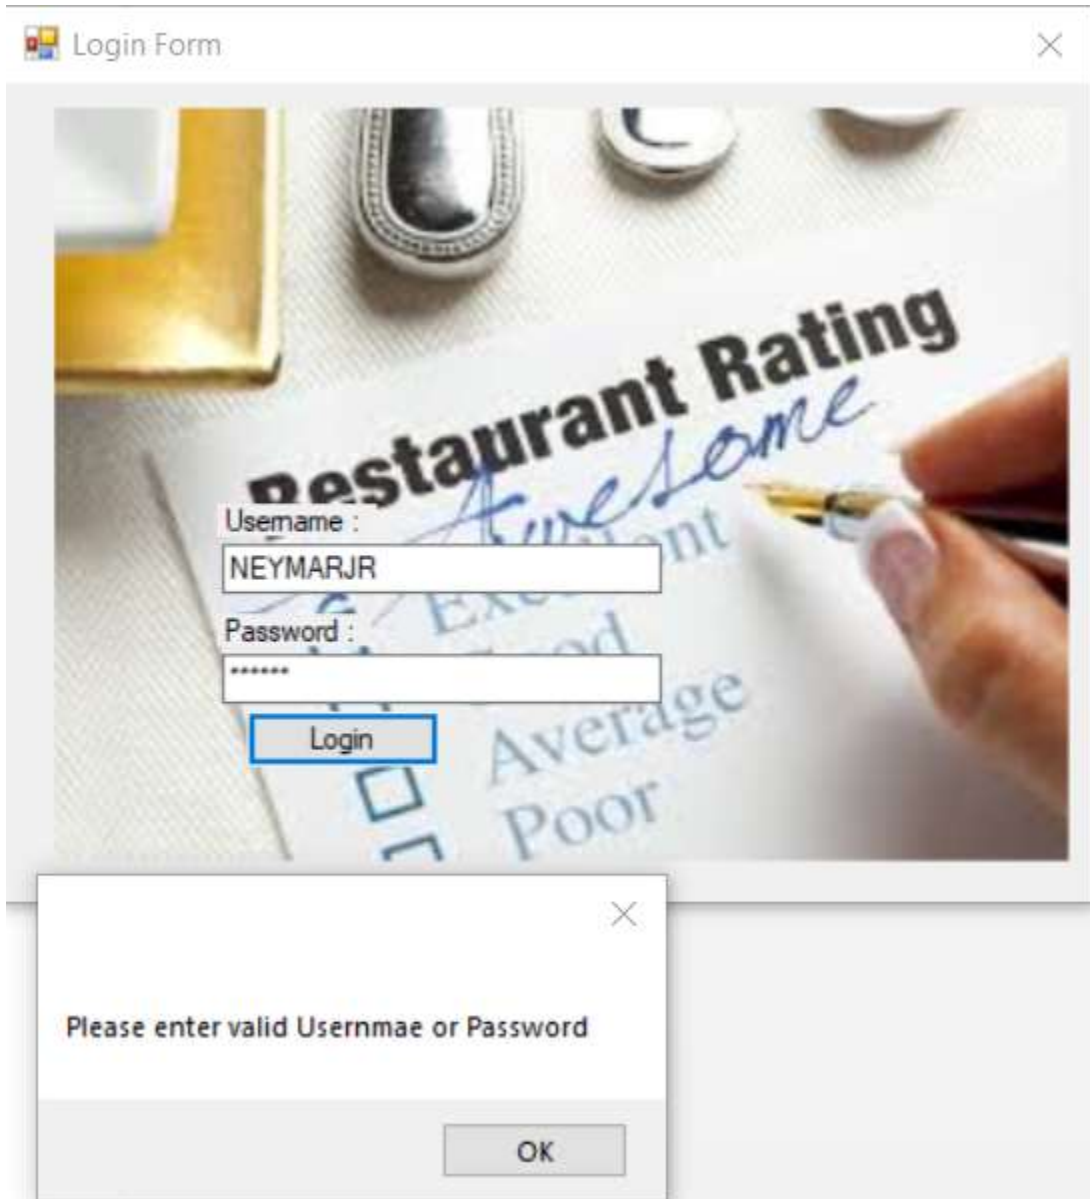 Login Form
Restaurant Rating
Awesome
Username :
NEYMARJR
Password :
******
Login
Average
Poor
Please enter valid Usernmae or Password
OK